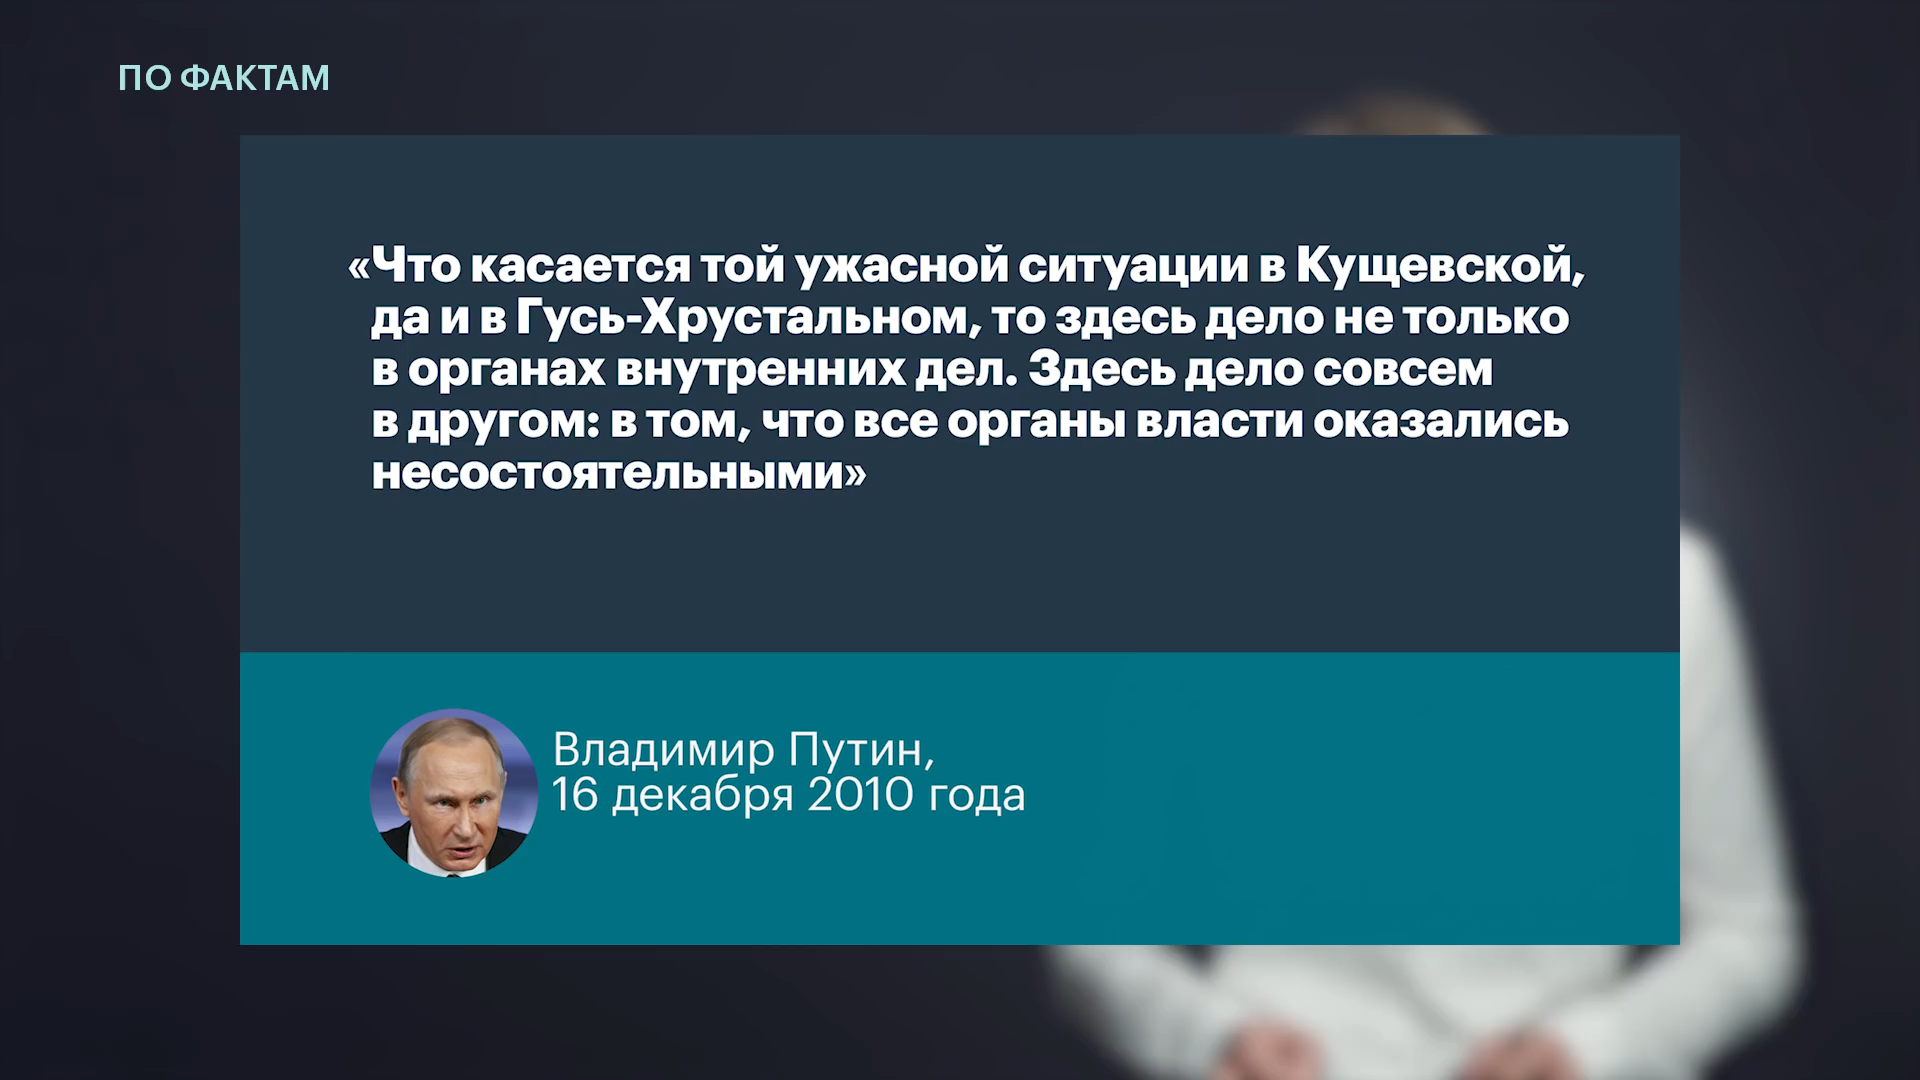 ПО ФАКТАМ
«Что касается той ужасной ситуации в Кущевской,
да и в Гусь-Хрустальном, то здесь дело не только
в органах внутренних дел. Здесь дело совсем
в другом: в том, что все органы власти оказались
несостоятельными»
Владимир Путин,
16 декабря 2010 года